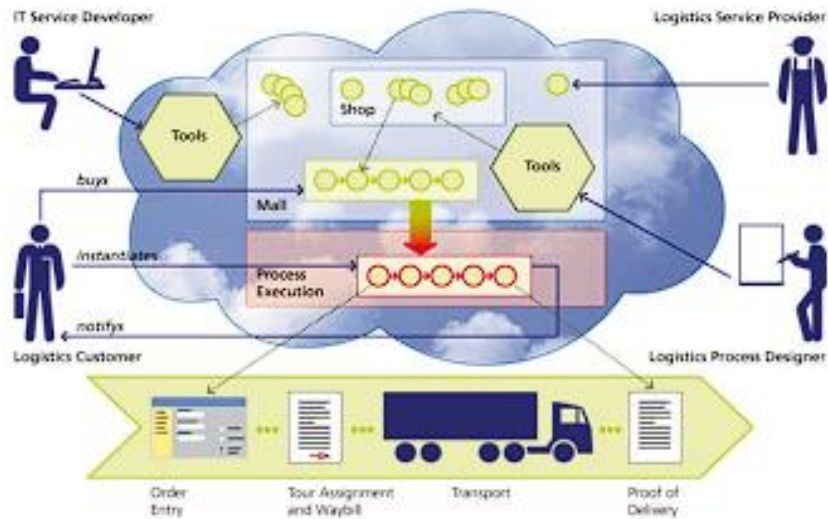 IT Service Developer
Logistics Service Provider
Shop
Tools
Tools
buys
Mall
instantiates
Process
Execution
notifys
Logistics Customer
Logistics Process Designer
Order
Entry
Tour Assignment
and Waybill
Transport
Proof of
Delivery